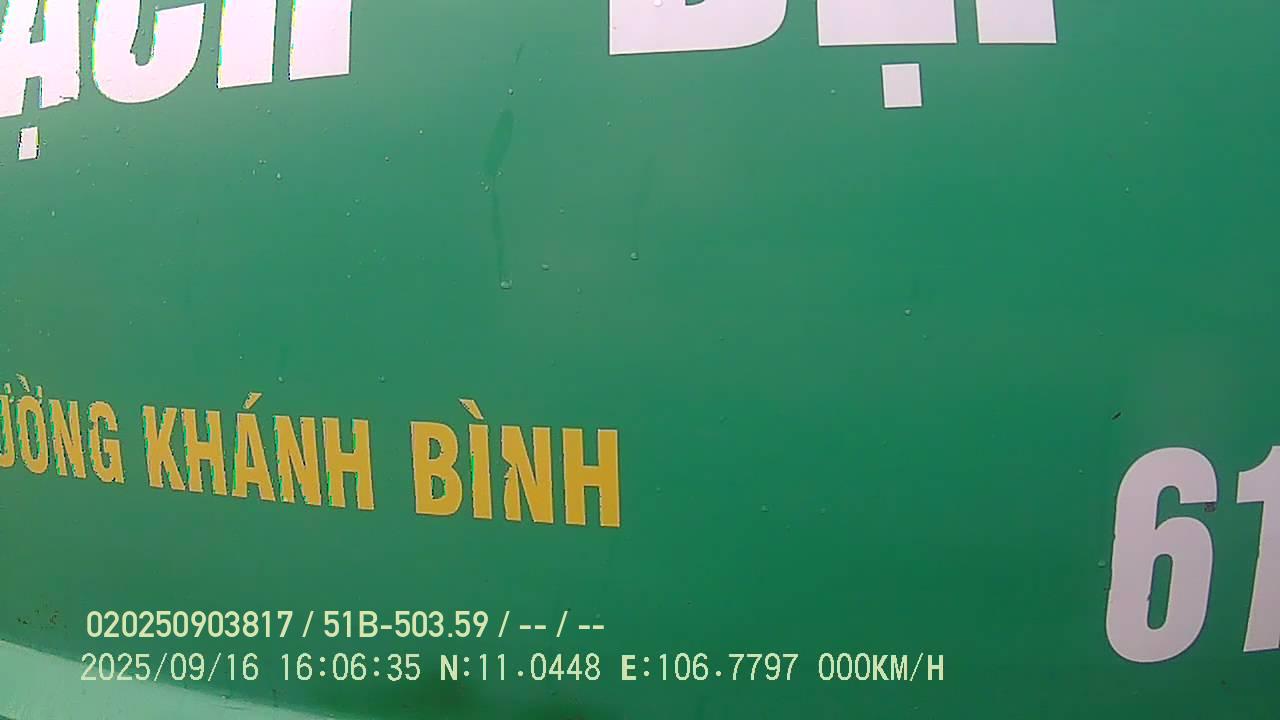 ẠCH ĐẸP
ƯỜNG KHÁNH BÌNH
61
020250903817 / 51B-503.59 / -- / --
2025/09/16 16:06:35 N:11.0448 E:106.7797 000KM/H